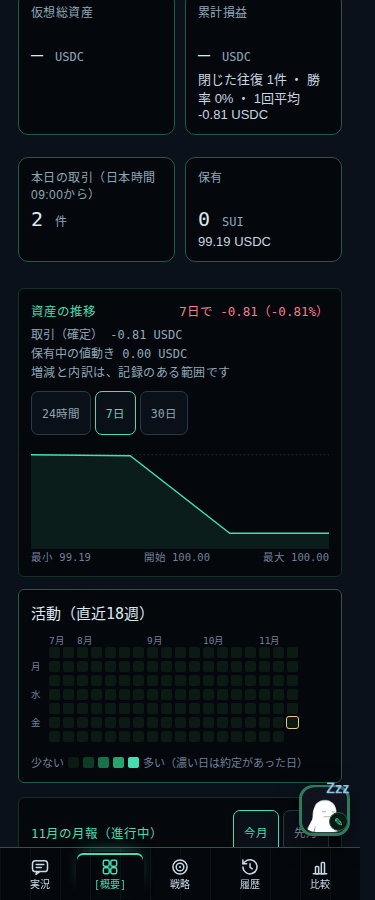 仮想総資産
— USDC
累計損益
— USDC
閉じた往復 1件 ・ 勝
率 0% ・ 1回平均
-0.81 USDC
本日の取引（日本時間
09:00から）
2 件
保有
0 SUI
99.19 USDC
資産の推移
7日で -0.81 (-0.81%)
取引（確定） -0.81 USDC
保有中の値動き 0.00 USDC
増減と内訳は、記録のある範囲です
24時間 7日 30日
最小 99.19 開始 100.00 最大 100.00
活動（直近18週）
7月 8月 9月 10月 11月
月
水
金
少ない 多い（濃い日は約定があった日）
Zzz
11月の月報（進行中）
今月
実況 [概要] 戦略 履歴 比較